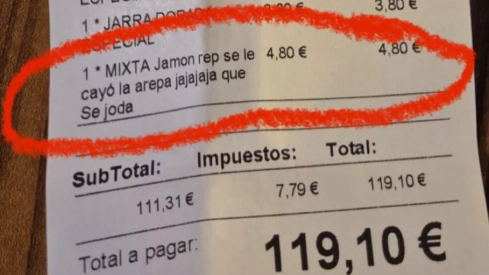 3,80 €
1 * JARRA
ESPECIAL
1 * MIXTA Jamon rep se le 4,80 € 4,80 €
cayó la arepa jajajaja que
Se joda
SubTotal: Impuestos: Total:
111,31 € 7,79 € 119,10 €
Total a pagar: 119,10 €